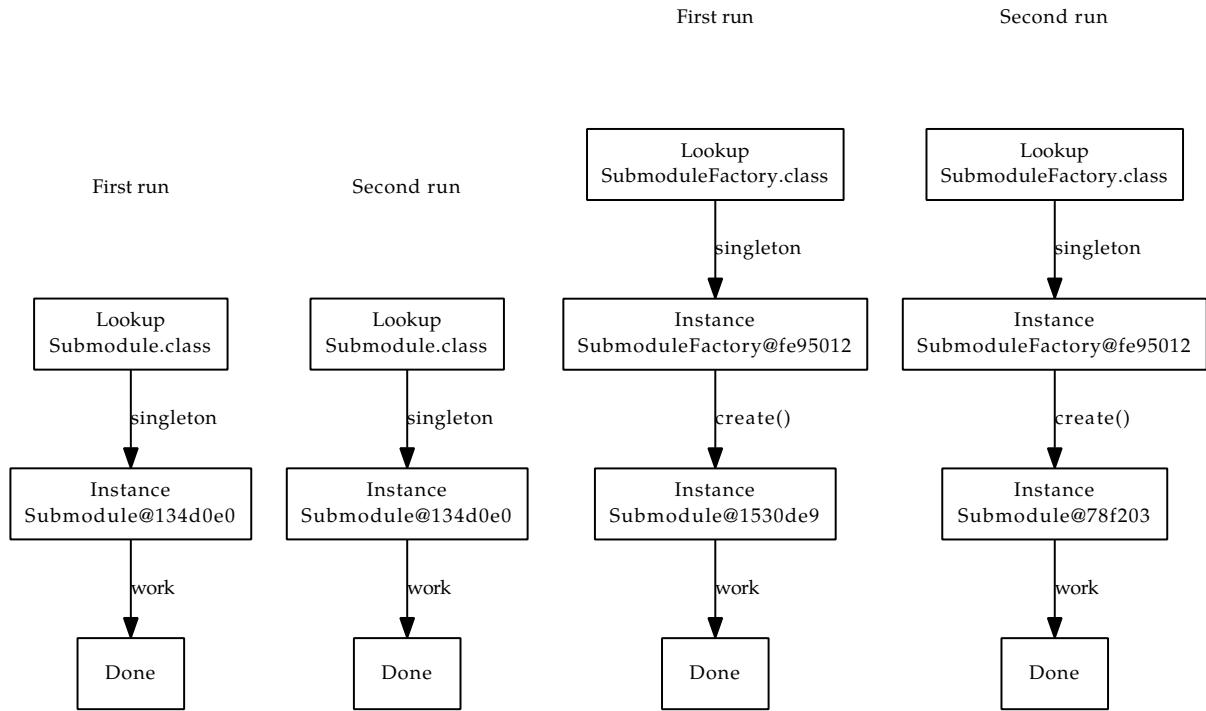 First run
Lookup
Submodule.class
singleton
Instance
Submodule@134d0e0
work
Done
Second run
Lookup
Submodule.class
singleton
Instance
Submodule@134d0e0
work
Done
First run
Lookup
SubmoduleFactory.class
singleton
Instance
SubmoduleFactory@fe95012
create()
Instance
Submodule@1530de9
work
Done
Second run
Lookup
SubmoduleFactory.class
singleton
Instance
SubmoduleFactory@fe95012
create()
Instance
Submodule@78f203
work
Done